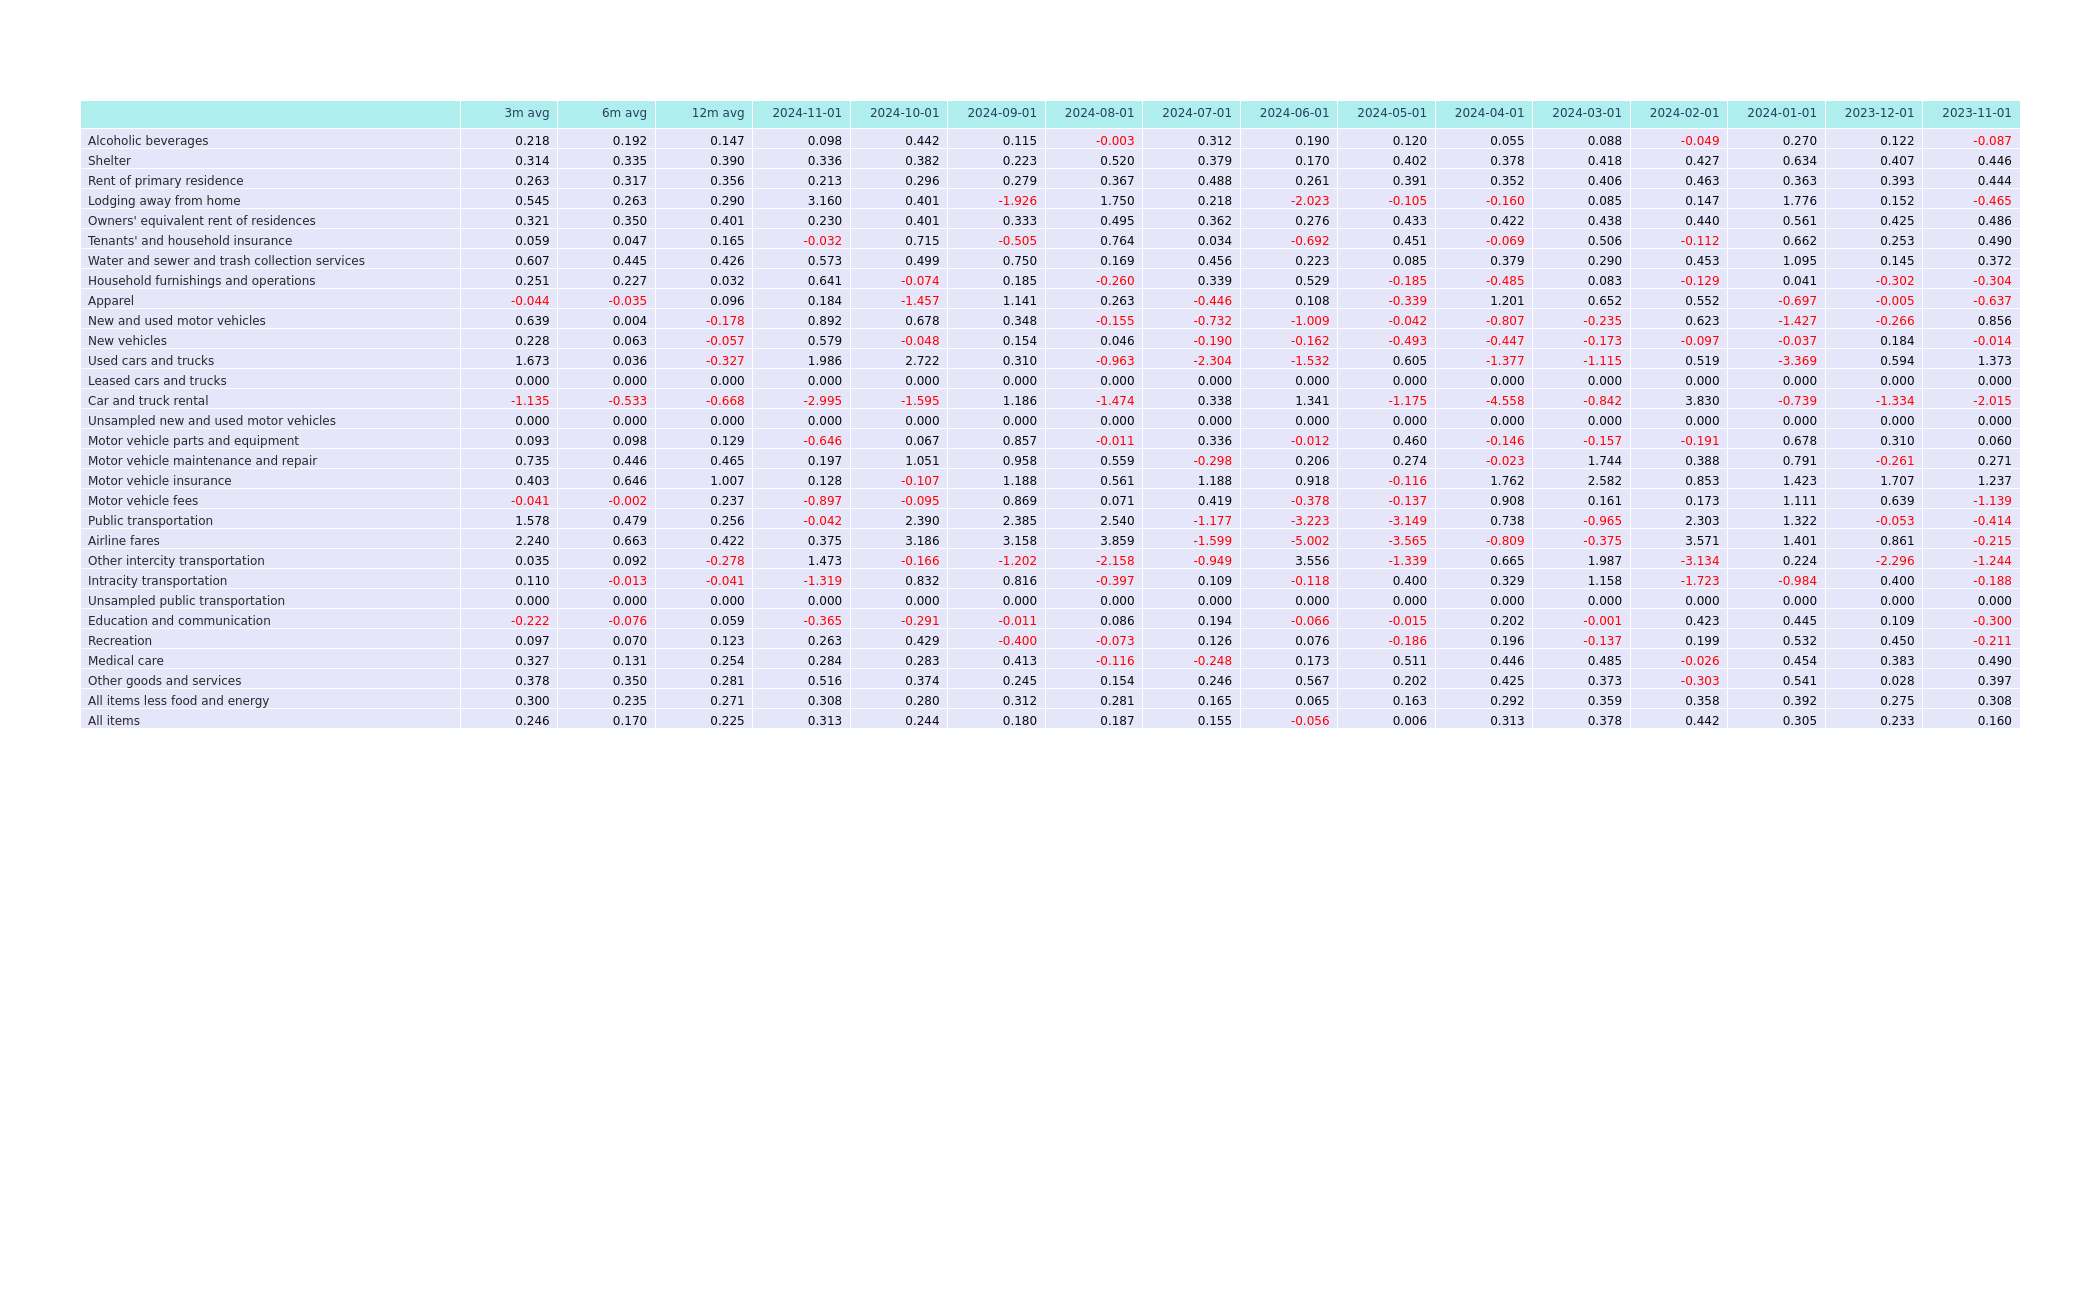 3m avg 6m avg 12m avg 2024-11-01 2024-10-01 2024-09-01 2024-08-01 2024-07-01 2024-06-01 2024-05-01 2024-04-01 2024-03-01 2024-02-01 2024-01-01 2023-12-01 2023-11-01
Alcoholic beverages 0.218 0.192 0.147 0.098 0.442 0.115 -0.003 0.312 0.190 0.120 0.055 0.088 -0.049 0.270 0.122 -0.087
Shelter 0.314 0.335 0.390 0.336 0.382 0.223 0.520 0.379 0.170 0.402 0.378 0.418 0.427 0.634 0.407 0.446
Rent of primary residence 0.263 0.317 0.356 0.213 0.296 0.279 0.367 0.488 0.261 0.391 0.352 0.406 0.463 0.363 0.393 0.444
Lodging away from home 0.545 0.263 0.290 3.160 0.401 -1.926 1.750 0.218 -2.023 -0.105 -0.160 0.085 0.147 1.776 0.152 -0.465
Owners' equivalent rent of residences 0.321 0.350 0.401 0.230 0.401 0.333 0.495 0.362 0.276 0.433 0.422 0.438 0.440 0.561 0.425 0.486
Tenants' and household insurance 0.059 0.047 0.165 -0.032 0.715 -0.505 0.764 0.034 -0.692 0.451 -0.069 0.506 -0.112 0.662 0.253 0.490
Water and sewer and trash collection services 0.607 0.445 0.426 0.573 0.499 0.750 0.169 0.456 0.223 0.085 0.379 0.290 0.453 1.095 0.145 0.372
Household furnishings and operations 0.251 0.227 0.032 0.641 -0.074 0.185 -0.260 0.339 0.529 -0.185 -0.485 0.083 -0.129 0.041 -0.302 -0.304
Apparel -0.044 -0.035 0.096 0.184 -1.457 1.141 0.263 -0.446 0.108 -0.339 1.201 0.652 0.552 -0.697 -0.005 -0.637
New and used motor vehicles 0.639 0.004 -0.178 0.892 0.678 0.348 -0.155 -0.732 -1.009 -0.042 -0.807 -0.235 0.623 -1.427 -0.266 0.856
New vehicles 0.228 0.063 -0.057 0.579 -0.048 0.154 0.046 -0.190 -0.162 -0.493 -0.447 -0.173 -0.097 -0.037 0.184 -0.014
Used cars and trucks 1.673 0.036 -0.327 1.986 2.722 0.310 -0.963 -2.304 -1.532 0.605 -1.377 -1.115 0.519 -3.369 0.594 1.373
Leased cars and trucks 0.000 0.000 0.000 0.000 0.000 0.000 0.000 0.000 0.000 0.000 0.000 0.000 0.000 0.000 0.000 0.000
Car and truck rental -1.135 -0.533 -0.668 -2.995 -1.595 1.186 -1.474 0.338 1.341 -1.175 -4.558 -0.842 3.830 -0.739 -1.334 -2.015
Unsampled new and used motor vehicles 0.000 0.000 0.000 0.000 0.000 0.000 0.000 0.000 0.000 0.000 0.000 0.000 0.000 0.000 0.000 0.000
Motor vehicle parts and equipment 0.093 0.098 0.129 -0.646 0.067 0.857 -0.011 0.336 -0.012 0.460 -0.146 -0.157 -0.191 0.678 0.310 0.060
Motor vehicle maintenance and repair 0.735 0.446 0.465 0.197 1.051 0.958 0.559 -0.298 0.206 0.274 -0.023 1.744 0.388 0.791 -0.261 0.271
Motor vehicle insurance 0.403 0.646 1.007 0.128 -0.107 1.188 0.561 1.188 0.918 -0.116 1.762 2.582 0.853 1.423 1.707 1.237
Motor vehicle fees -0.041 -0.002 0.237 -0.897 -0.095 0.869 0.071 0.419 -0.378 -0.137 0.908 0.161 0.173 1.111 0.639 -1.139
Public transportation 1.578 0.479 0.256 -0.042 2.390 2.385 2.540 -1.177 -3.223 -3.149 0.738 -0.965 2.303 1.322 -0.053 -0.414
Airline fares 2.240 0.663 0.422 0.375 3.186 3.158 3.859 -1.599 -5.002 -3.565 -0.809 -0.375 3.571 1.401 0.861 -0.215
Other intercity transportation 0.035 0.092 -0.278 1.473 -0.166 -1.202 -2.158 -0.949 3.556 -1.339 0.665 1.987 -3.134 0.224 -2.296 -1.244
Intracity transportation 0.110 -0.013 -0.041 -1.319 0.832 0.816 -0.397 0.109 -0.118 0.400 0.329 1.158 -1.723 -0.984 0.400 -0.188
Unsampled public transportation 0.000 0.000 0.000 0.000 0.000 0.000 0.000 0.000 0.000 0.000 0.000 0.000 0.000 0.000 0.000 0.000
Education and communication -0.222 -0.076 0.059 -0.365 -0.291 -0.011 0.086 0.194 -0.066 -0.015 0.202 -0.001 0.423 0.445 0.109 -0.300
Recreation 0.097 0.070 0.123 0.263 0.429 -0.400 -0.073 0.126 0.076 -0.186 0.196 -0.137 0.199 0.532 0.450 -0.211
Medical care 0.327 0.131 0.254 0.284 0.283 0.413 -0.116 -0.248 0.173 0.511 0.446 0.485 -0.026 0.454 0.383 0.490
Other goods and services 0.378 0.350 0.281 0.516 0.374 0.245 0.154 0.246 0.567 0.202 0.425 0.373 -0.303 0.541 0.028 0.397
All items less food and energy 0.300 0.235 0.271 0.308 0.280 0.312 0.281 0.165 0.065 0.163 0.292 0.359 0.358 0.392 0.275 0.308
All items 0.246 0.170 0.225 0.313 0.244 0.180 0.187 0.155 -0.056 0.006 0.313 0.378 0.442 0.305 0.233 0.160